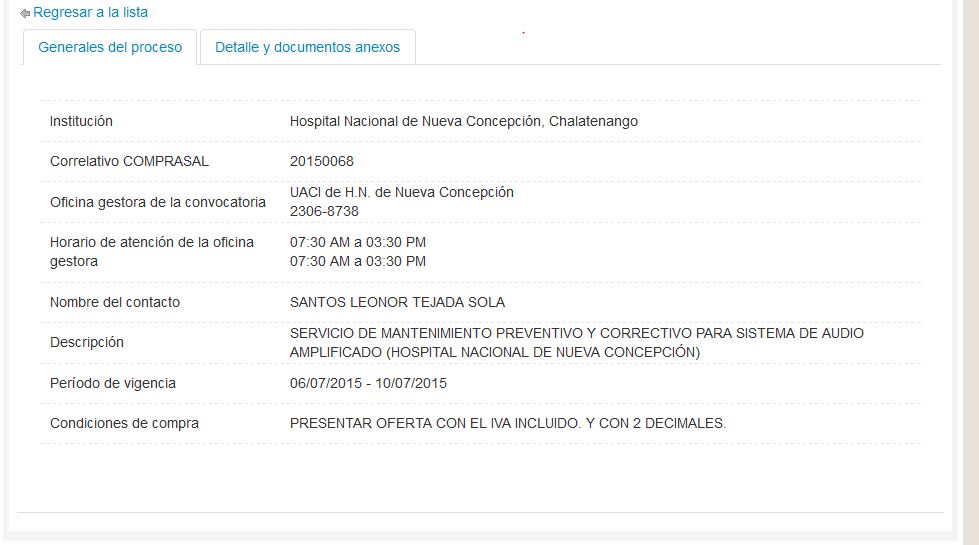 Regresar a la lista
Generales del proceso
Detalle y documentos anexos
Institución
Hospital Nacional de Nueva Concepción, Chalatenango
Correlativo COMPRASAL
20150068
Oficina gestora de la convocatoria
UACI de H.N. de Nueva Concepción
2306-8738
Horario de atención de la oficina
gestora
07:30 AM a 03:30 PM
07:30 AM a 03:30 PM
Nombre del contacto
SANTOS LEONOR TEJADA SOLA
Descripción
SERVICIO DE MANTENIMIENTO PREVENTIVO Y CORRECTIVO PARA SISTEMA DE AUDIO
AMPLIFICADO (HOSPITAL NACIONAL DE NUEVA CONCEPCIÓN)
Período de vigencia
06/07/2015 - 10/07/2015
Condiciones de compra
PRESENTAR OFERTA CON EL IVA INCLUIDO. Y CON 2 DECIMALES.